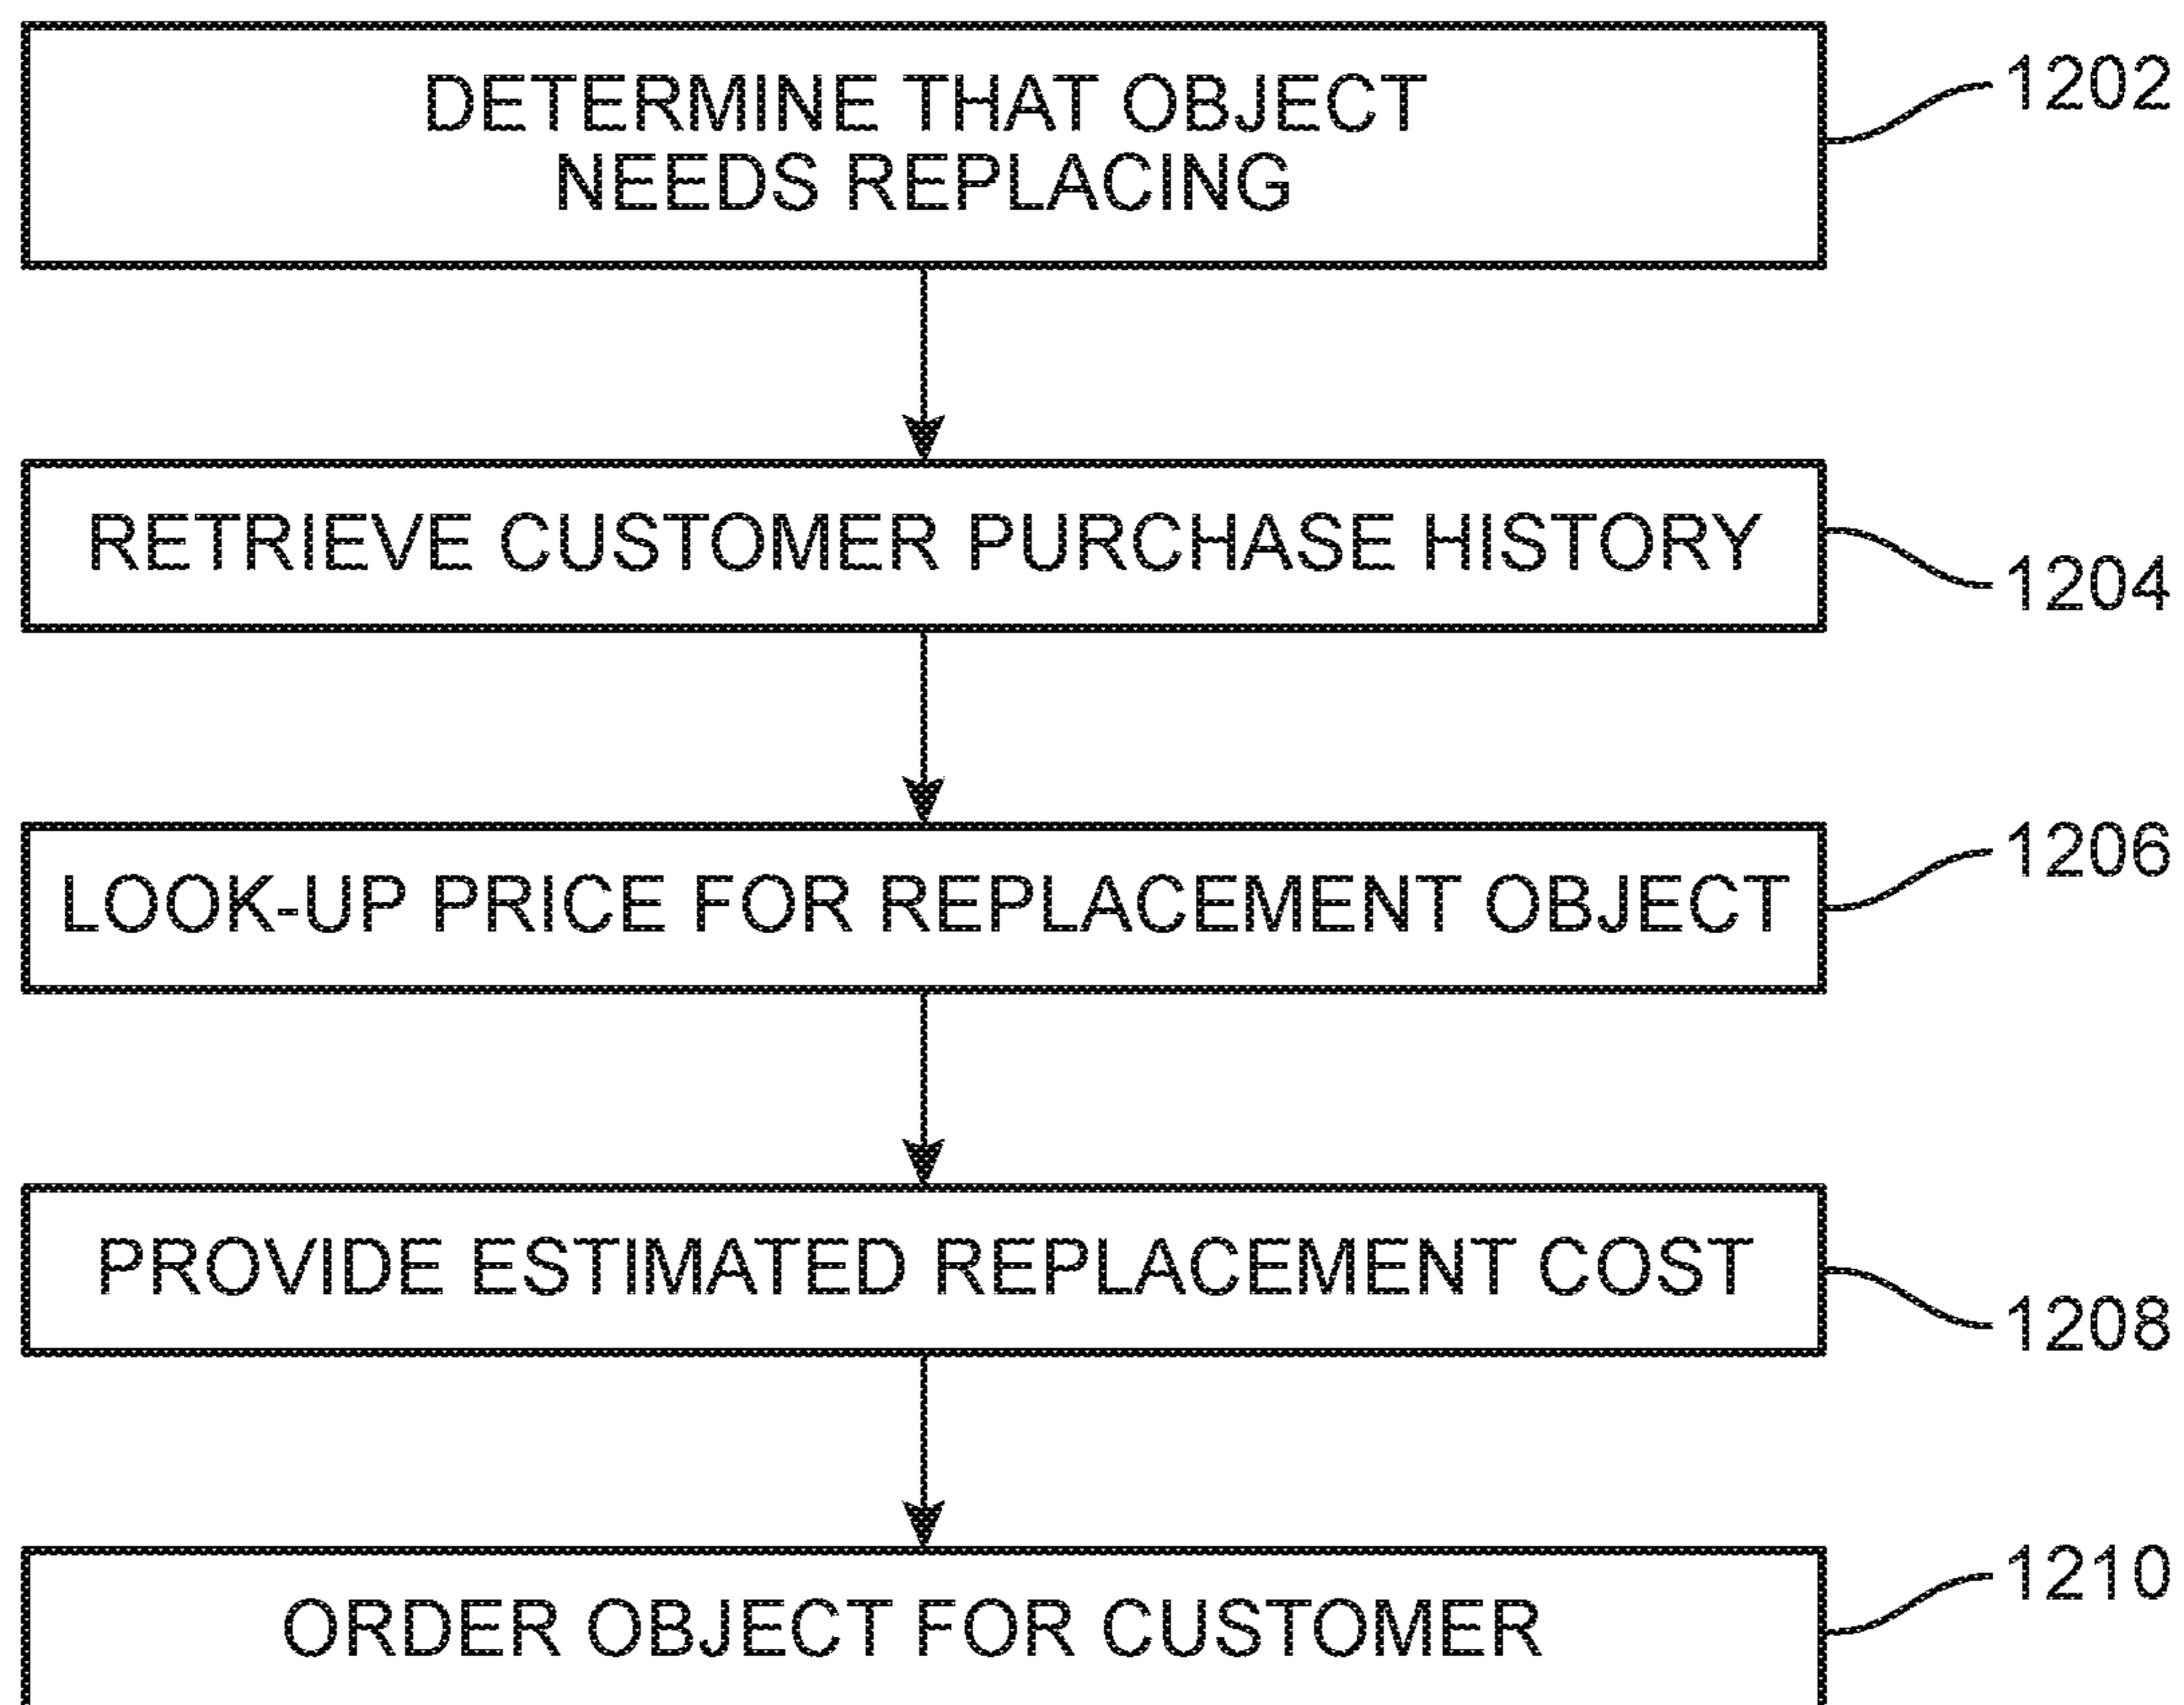 DETERMINE THAT OBJECT
NEEDS REPLACING
1202
RETRIEVE CUSTOMER PURCHASE HISTORY
1204
LOOK-UP PRICE FOR REPLACEMENT OBJECT
1206
PROVIDE ESTIMATED REPLACEMENT COST
1208
ORDER OBJECT FOR CUSTOMER
1210